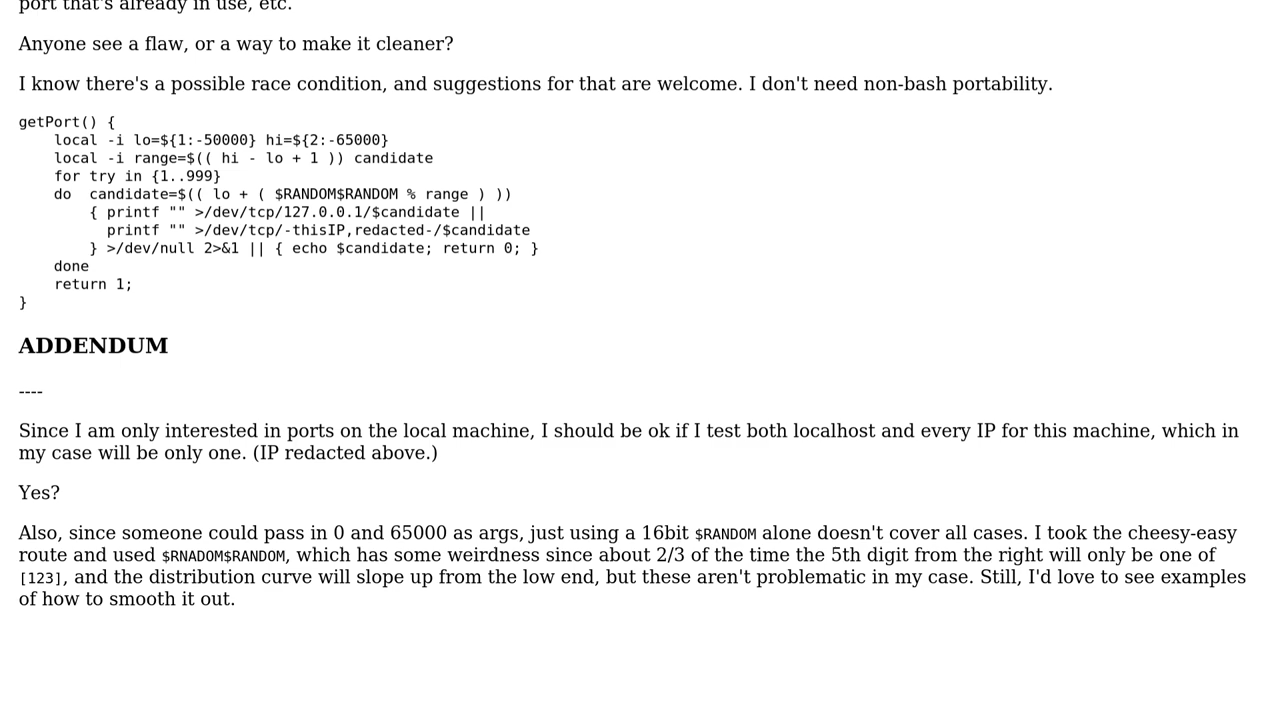 port that's already in use, etc.
Anyone see a flaw, or a way to make it cleaner?
I know there's a possible race condition, and suggestions for that are welcome. I don't need non-bash portability.
getPort() {
    local -i lo=${1:-50000} hi=${2:-65000}
    local -i range=$(( hi - lo + 1 )) candidate
    for try in {1..999}
    do  candidate=$(( lo + ( $RANDOM$RANDOM % range ) ))
        { printf "" >/dev/tcp/127.0.0.1/$candidate ||
          printf "" >/dev/tcp/-thisIP,redacted-/$candidate
        } >/dev/null 2>&1 || { echo $candidate; return 0; }
    done
    return 1;
}
ADDENDUM
----
Since I am only interested in ports on the local machine, I should be ok if I test both localhost and every IP for this machine, which in
my case will be only one. (IP redacted above.)
Yes?
Also, since someone could pass in 0 and 65000 as args, just using a 16bit $RANDOM alone doesn't cover all cases. I took the cheesy-easy
route and used $RNADOM$RANDOM, which has some weirdness since about 2/3 of the time the 5th digit from the right will only be one of
[123], and the distribution curve will slope up from the low end, but these aren't problematic in my case. Still, I'd love to see examples
of how to smooth it out.